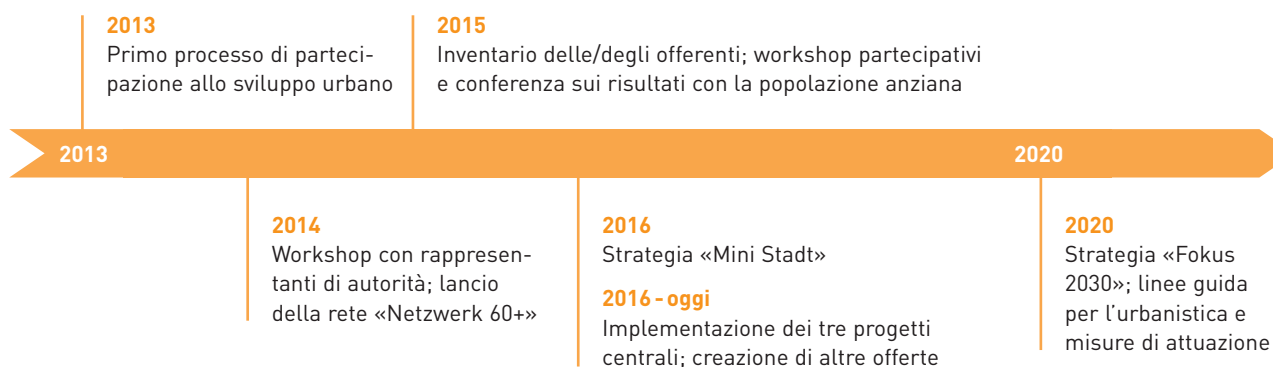 2013
Primo processo di parteci-
pazione allo sviluppo urbano
2015
Inventario delle/degli offerenti; workshop partecipativi
e conferenza sui risultati con la popolazione anziana
2013
2020
2014
Workshop con rappresen-
tanti di autorità; lancio
della rete «Netzwerk 60+»
2016
Strategia «Mini Stadt»
2016 - oggi
Implementazione dei tre progetti
centrali; creazione di altre offerte
2020
Strategia «Fokus
2030»; linee guida
per l’urbanistica e
misure di attuazione